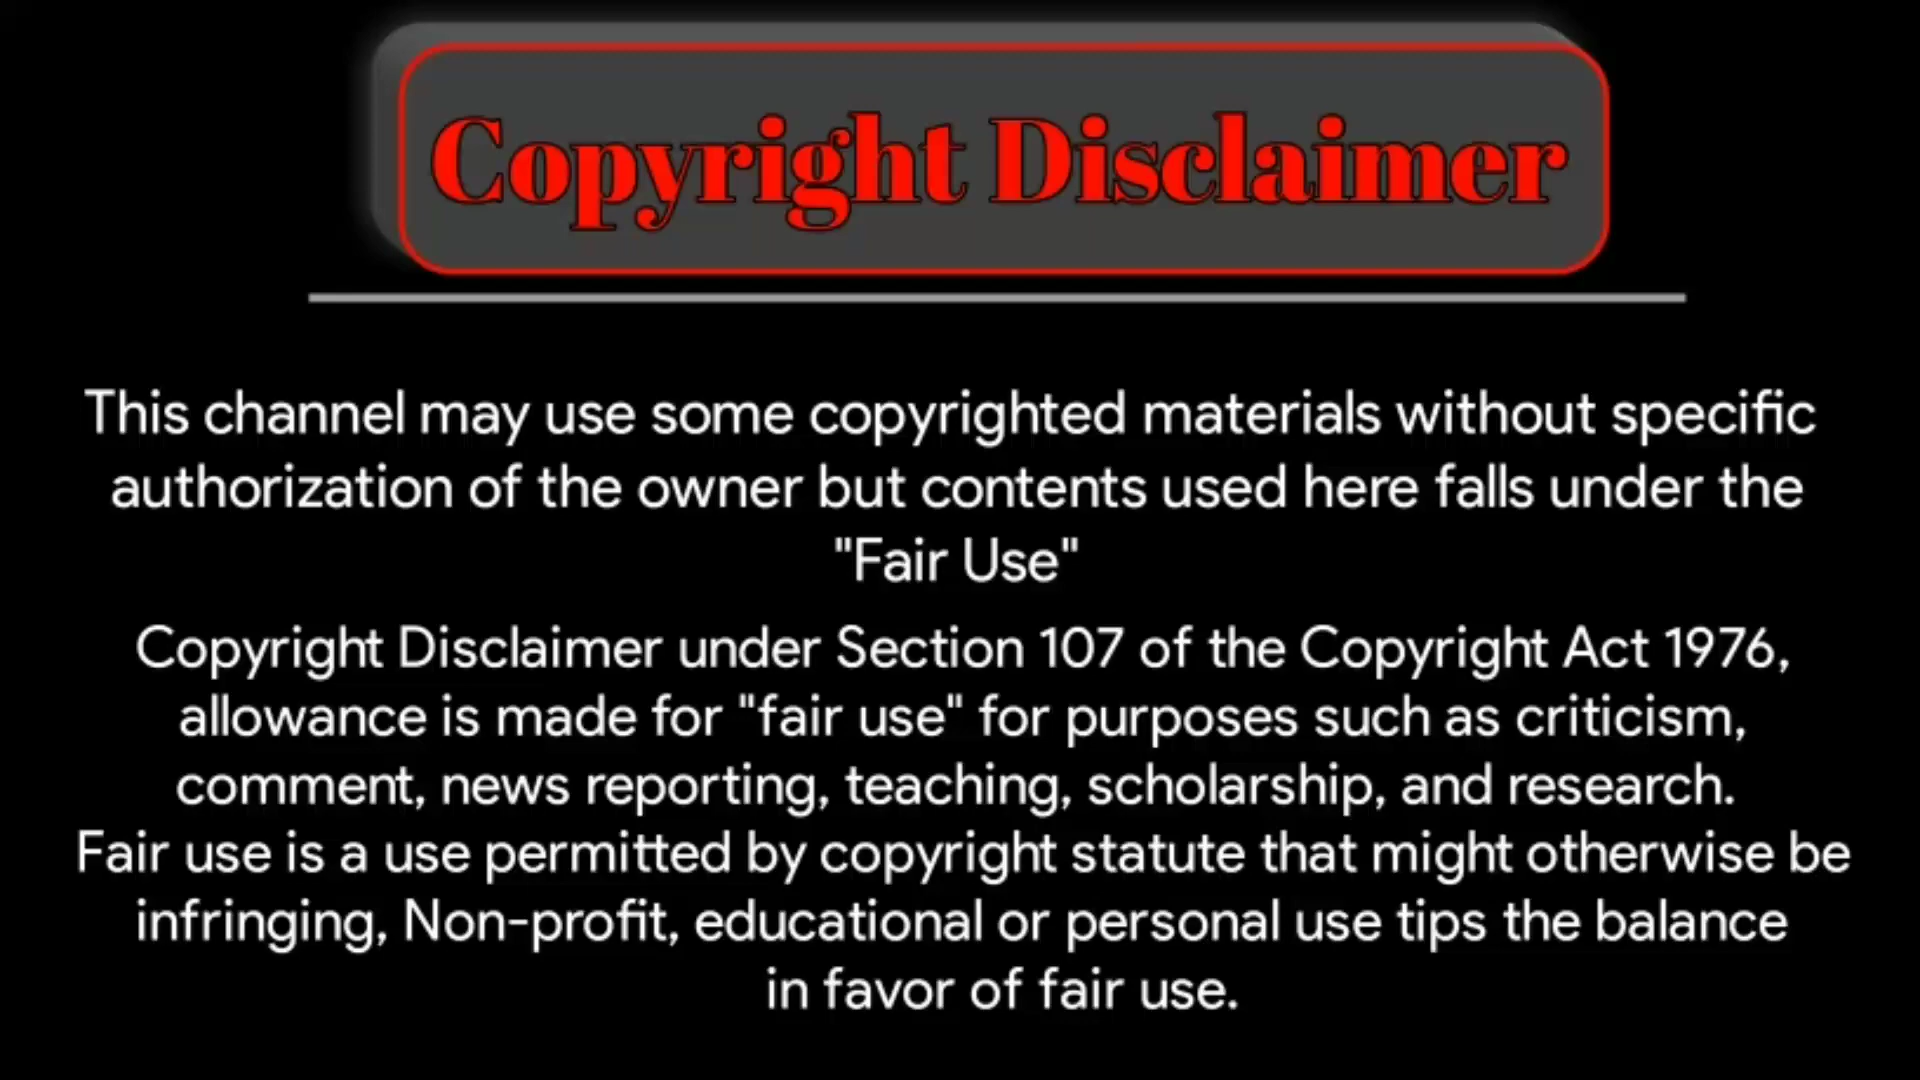 Copyright Disclaimer
This channel may use some copyrighted materials without specific
authorization of the owner but contents used here falls under the
"Fair Use"
Copyright Disclaimer under Section 107 of the Copyright Act 1976,
allowance is made for "fair use" for purposes such as criticism,
comment, news reporting, teaching, scholarship, and research.
Fair use is a use permitted by copyright statute that might otherwise be
infringing, Non-profit, educational or personal use tips the balance
in favor of fair use.